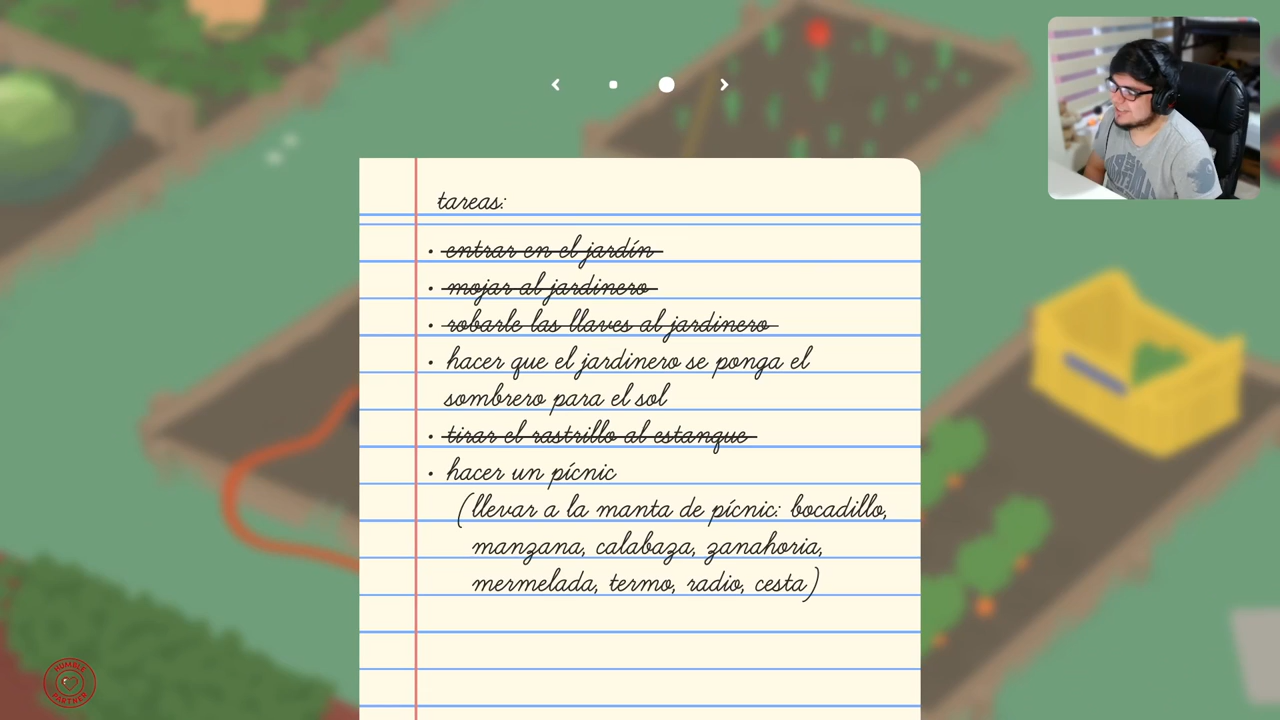 tareas:
• entrar en el jardín
• mojar al jardinero
• robarle las llaves al jardinero
• hacer que el jardinero se ponga el
sombrero para el sol
• tirar el rastrillo al estanque
• hacer un pícnic
(llevar a la manta de pícnic: bocadillo,
manzana, calabaza, zanahoria,
mermelada, termo, radio, cesta)
HUMBLE
PARTNER